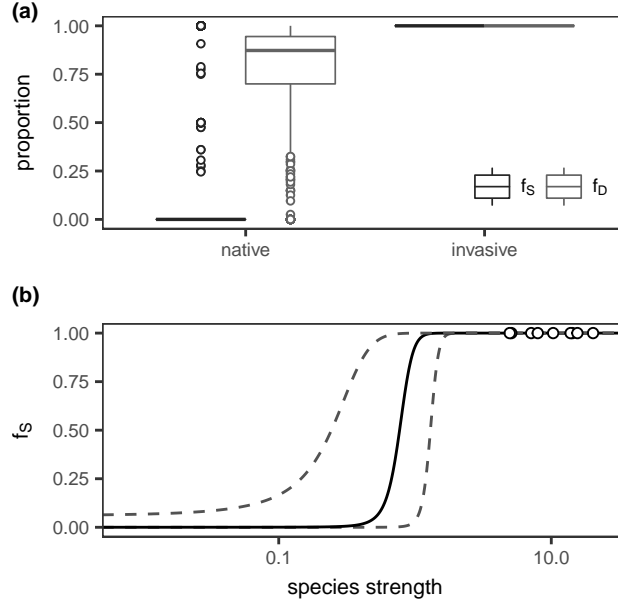 (a)
1.00
0.75
0.50
0.25
0.00
proportion
native
invasive
fS
fD
(b)
1.00
0.75
0.50
0.25
0.00
fS
0.1
10.0
species strength